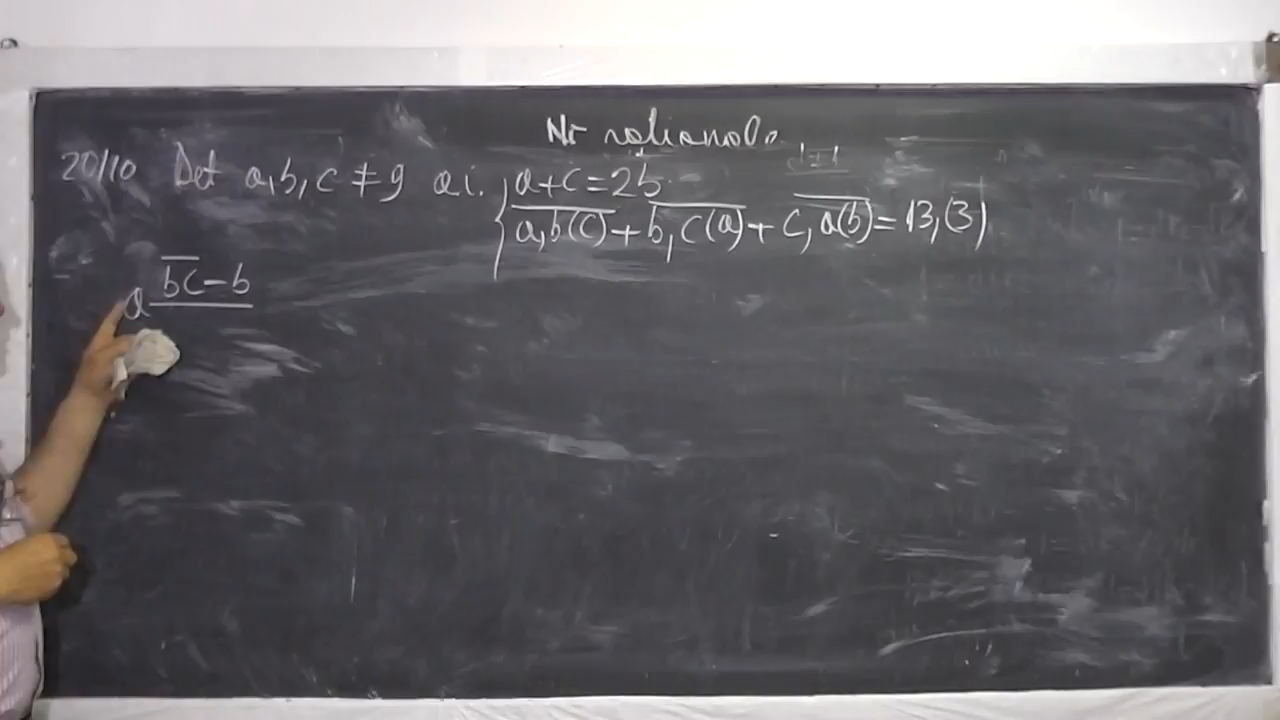 Nr raționale
20/10 Det a,b,c ≠ 9 a.i. { a+c=2b
a,b(c) + b,c(a) + c,a(b) = 13,(3)
a bc-b